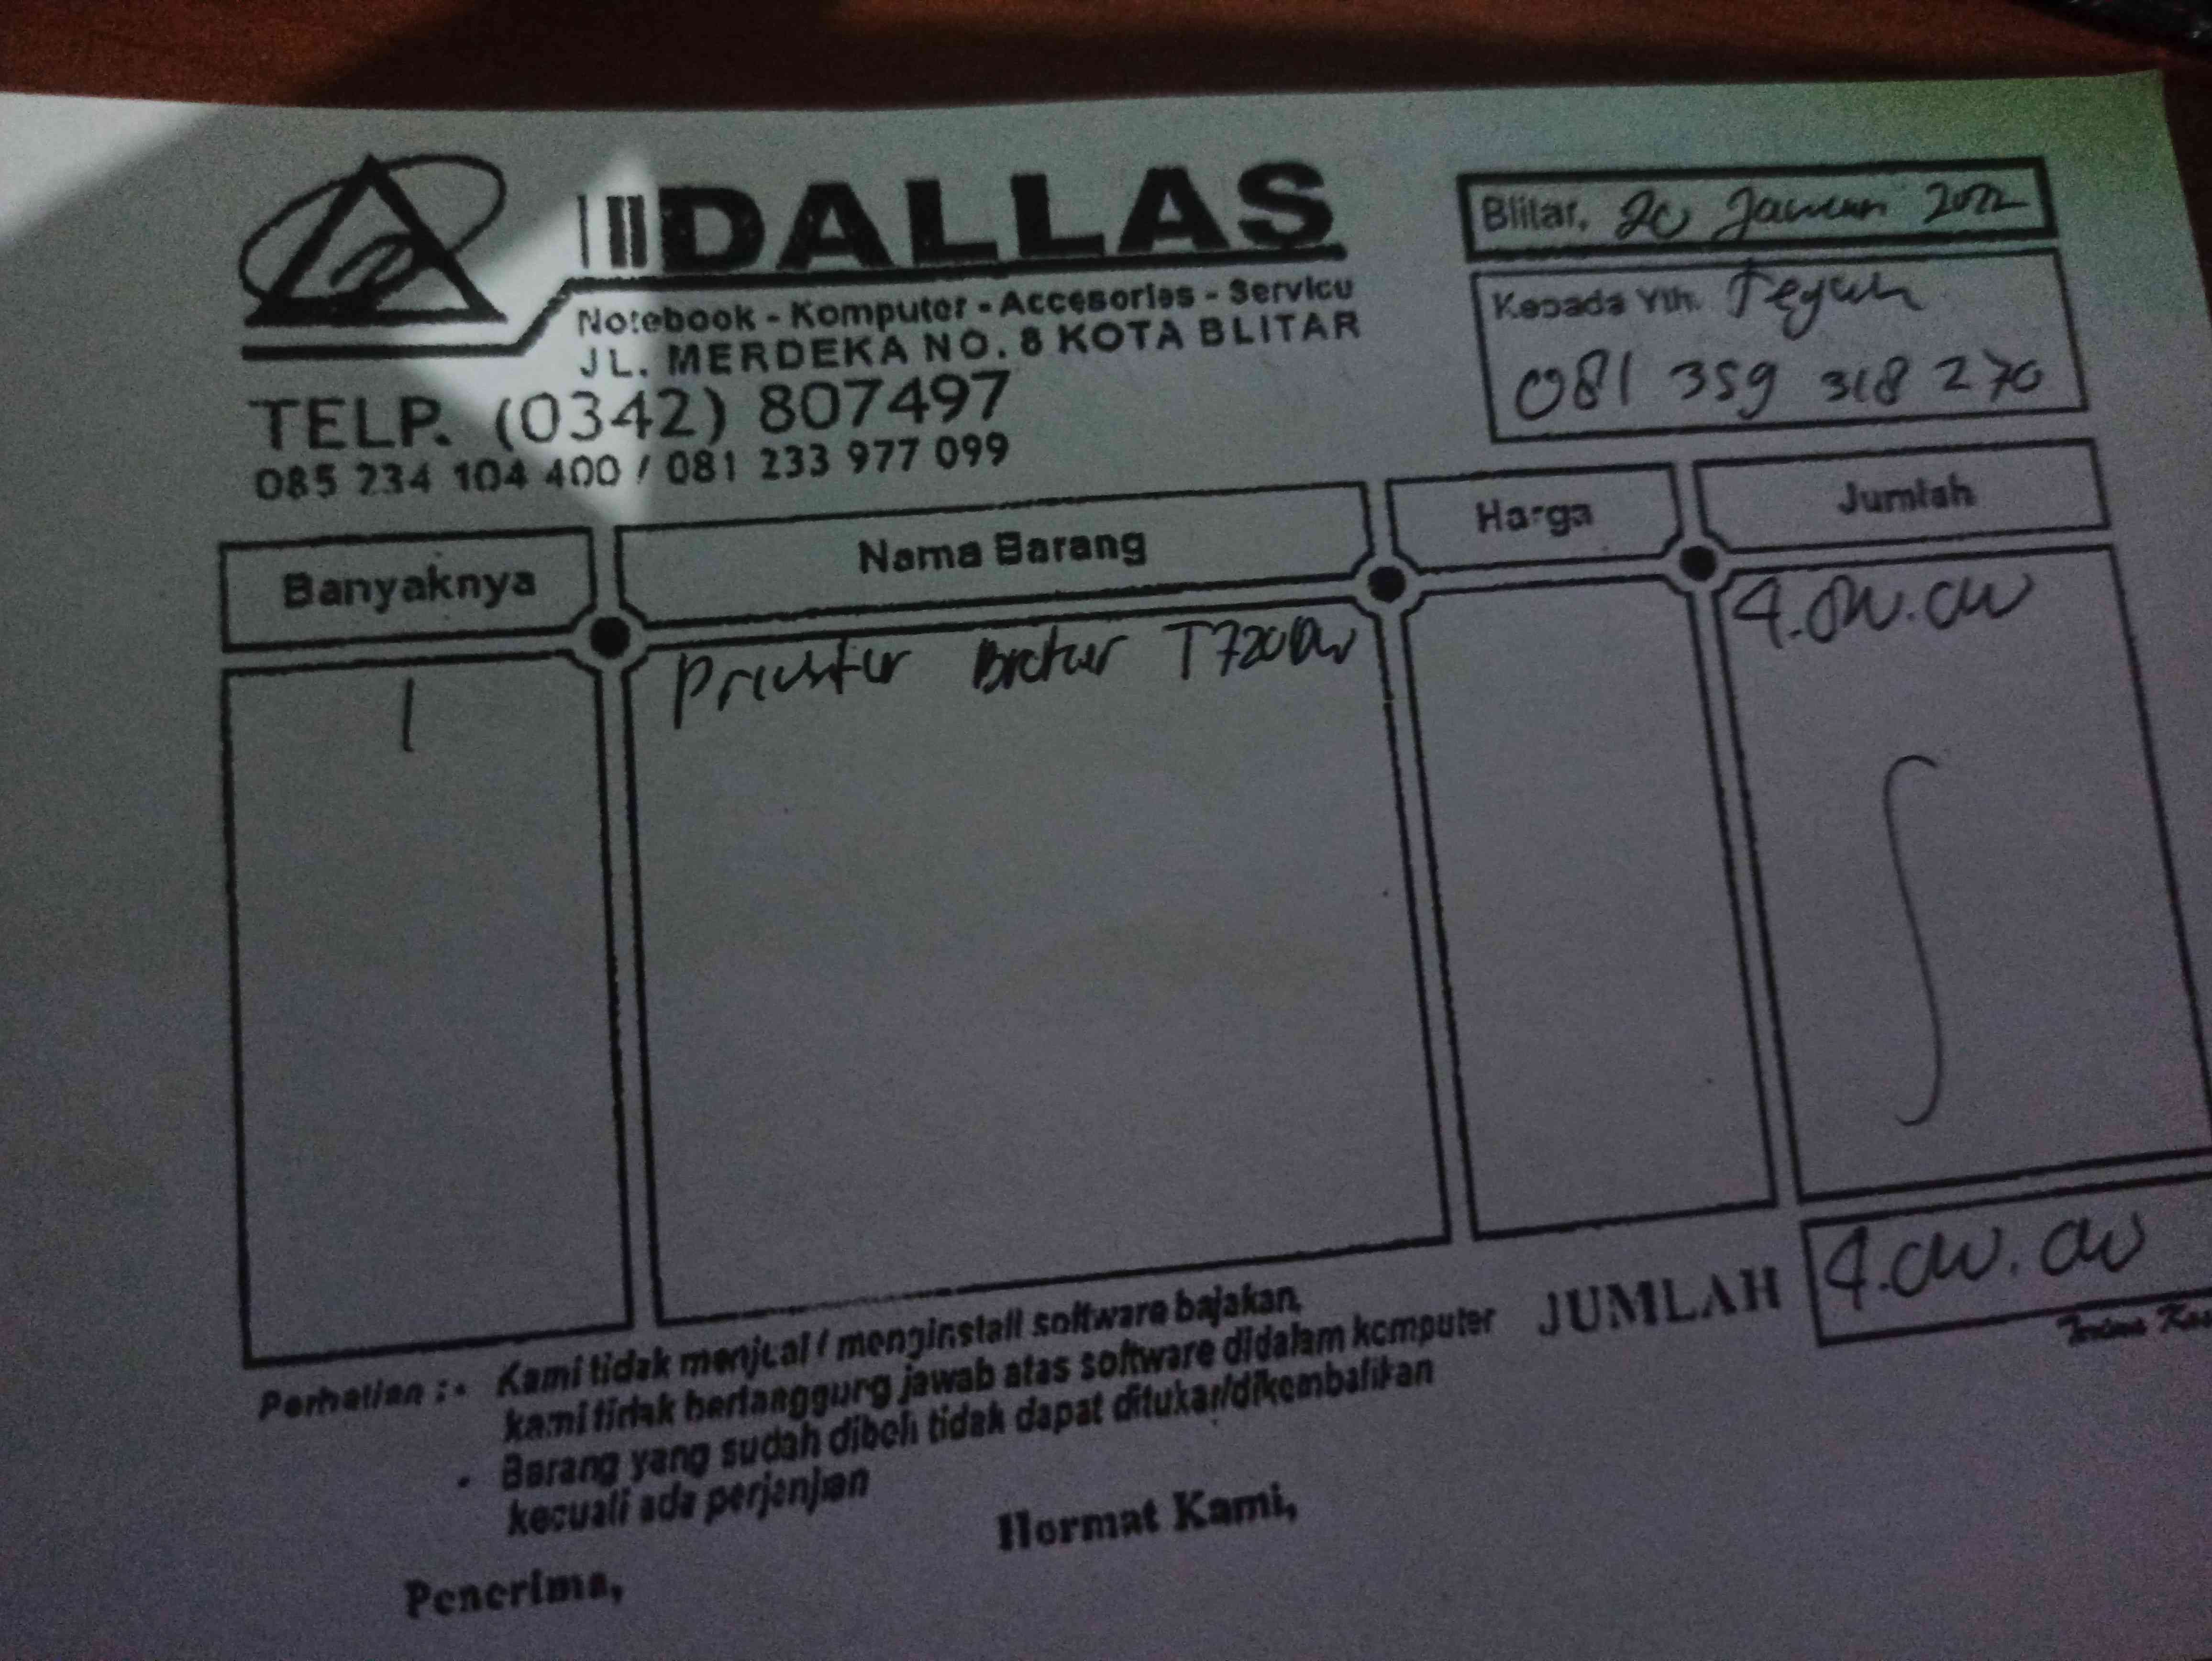 DALLAS
Notebook - Komputer - Accesories - Service
JL. MERDEKA NO. 8 KOTA BLITAR
TELP. (0342) 807497
085 234 104 400 / 081 233 977 099
Blitar, 20 Januari 2022
Kepada Yth. Teguh
081 359 318 270
Banyaknya Nama Barang Harga Jumlah
1 Printer Brother T720DW 4.000.000
JUMLAH 4.000.000
Perhatian : • Kami tidak menjual / menginstall software bajakan,
kami tidak bertanggung jawab atas software didalam komputer
• Barang yang sudah dibeli tidak dapat ditukar/dikembalikan
kecuali ada perjanjian
Terima Kas
Hormat Kami,
Penerima,